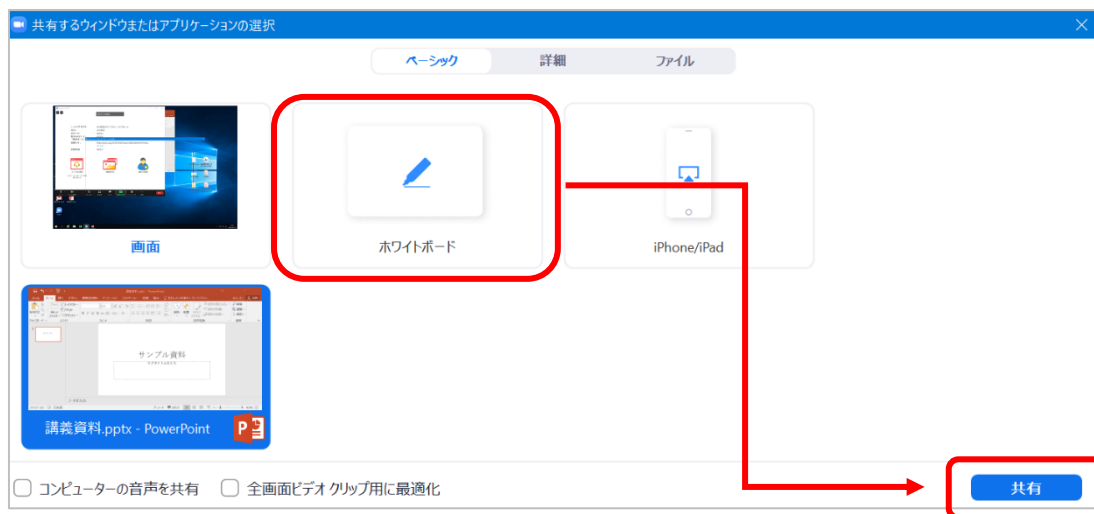 共有するウィンドウまたはアプリケーションの選択
ベーシック 詳細 ファイル
画面 ホワイトボード iPhone/iPad
サンプル資料
講義資料.pptx - PowerPoint
コンピューターの音声を共有 全画面ビデオ クリップ用に最適化 共有